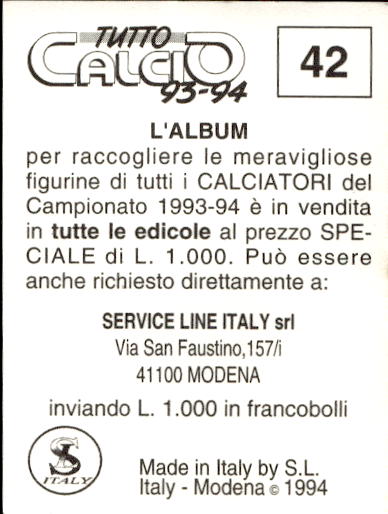 TUTTO
CALCIO
93-94
42
L'ALBUM
per raccogliere le meravigliose
figurine di tutti i CALCIATORI del
Campionato 1993-94 è in vendita
in tutte le edicole al prezzo SPE-
CIALE di L. 1.000. Può essere
anche richiesto direttamente a:
SERVICE LINE ITALY srl
Via San Faustino,157/i
41100 MODENA
inviando L. 1.000 in francobolli
SL
ITALY
Made in Italy by S.L.
Italy - Modena © 1994